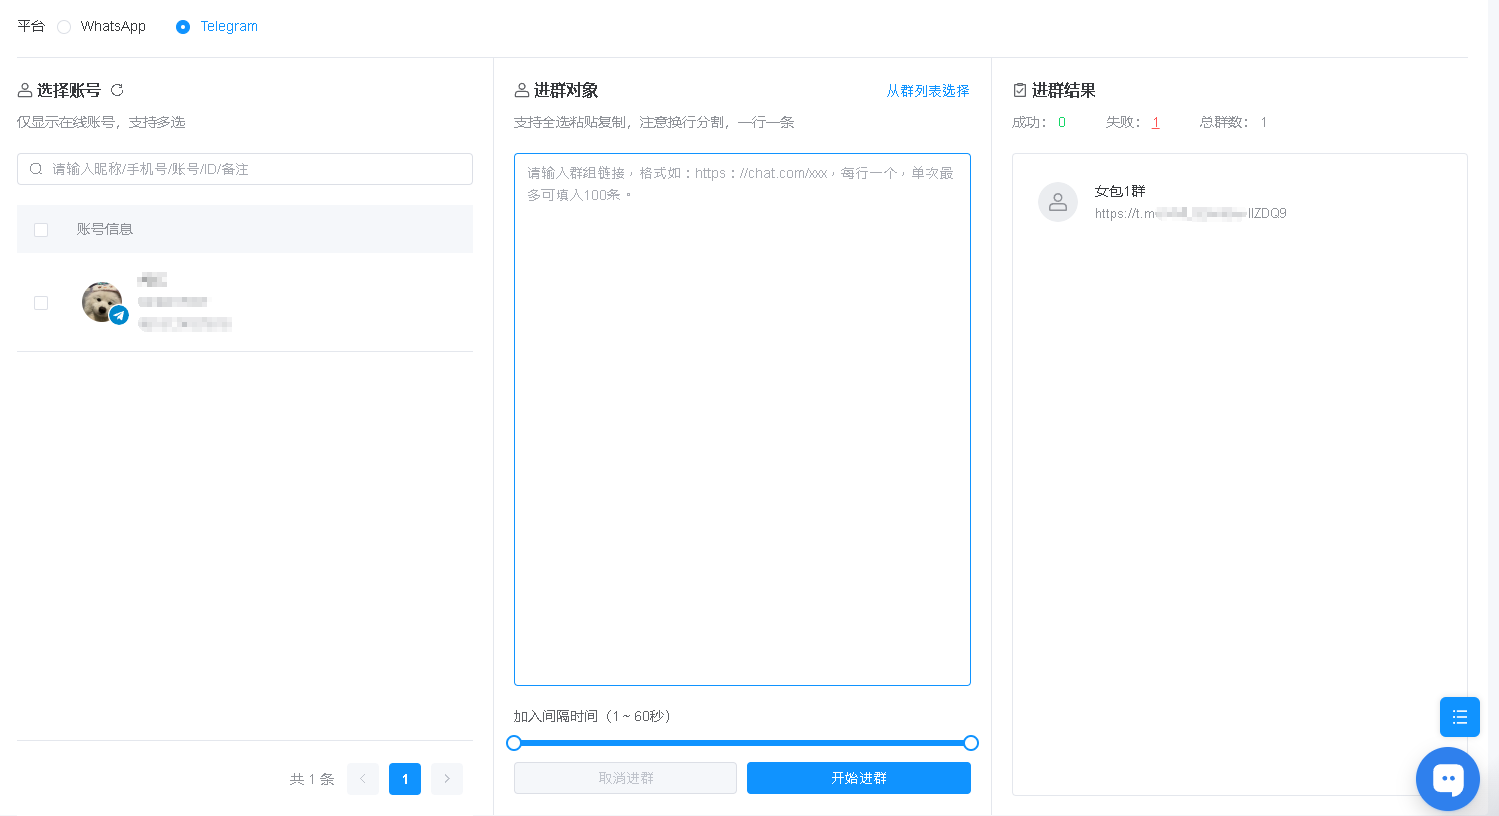 平台 WhatsApp Telegram
选择账号
仅显示在线账号，支持多选
请输入昵称/手机号/账号/ID/备注
账号信息
共 1 条 1
进群对象 从群列表选择
支持全选粘贴复制，注意换行分割，一行一条
请输入群组链接，格式如：https：//chat.com/xxx，每行一个，单次最
多可填入100条。
加入间隔时间（1 ~ 60秒）
取消进群 开始进群
进群结果
成功： 0 失败： 1 总群数： 1
女包1群
https://t.m
IIZDQ9